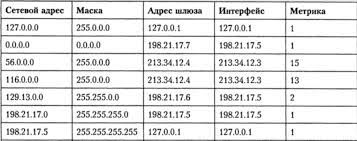 Сетевой адрес Маска Адрес шлюза Интерфейс Метрика
127.0.0.0 255.0.0.0 127.0.0.1 127.0.0.1 1
0.0.0.0 0.0.0.0 198.21.17.7 198.21.17.5 1
56.0.0.0 255.0.0.0 213.34.12.4 213.34.12.3 15
116.0.0.0 255.0.0.0 213.34.12.4 213.34.12.3 13
129.13.0.0 255.255.0.0 198.21.17.6 198.21.17.5 2
198.21.17.0 255.255.255.0 198.21.17.5 198.21.17.5 1
198.21.17.5 255.255.255.255 127.0.0.1 127.0.0.1 1